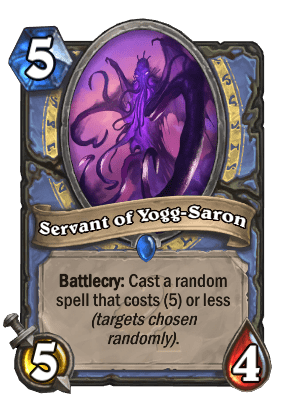 5
Servant of Yogg-Saron
Battlecry: Cast a random
spell that costs (5) or less
(targets chosen
randomly).
5
4